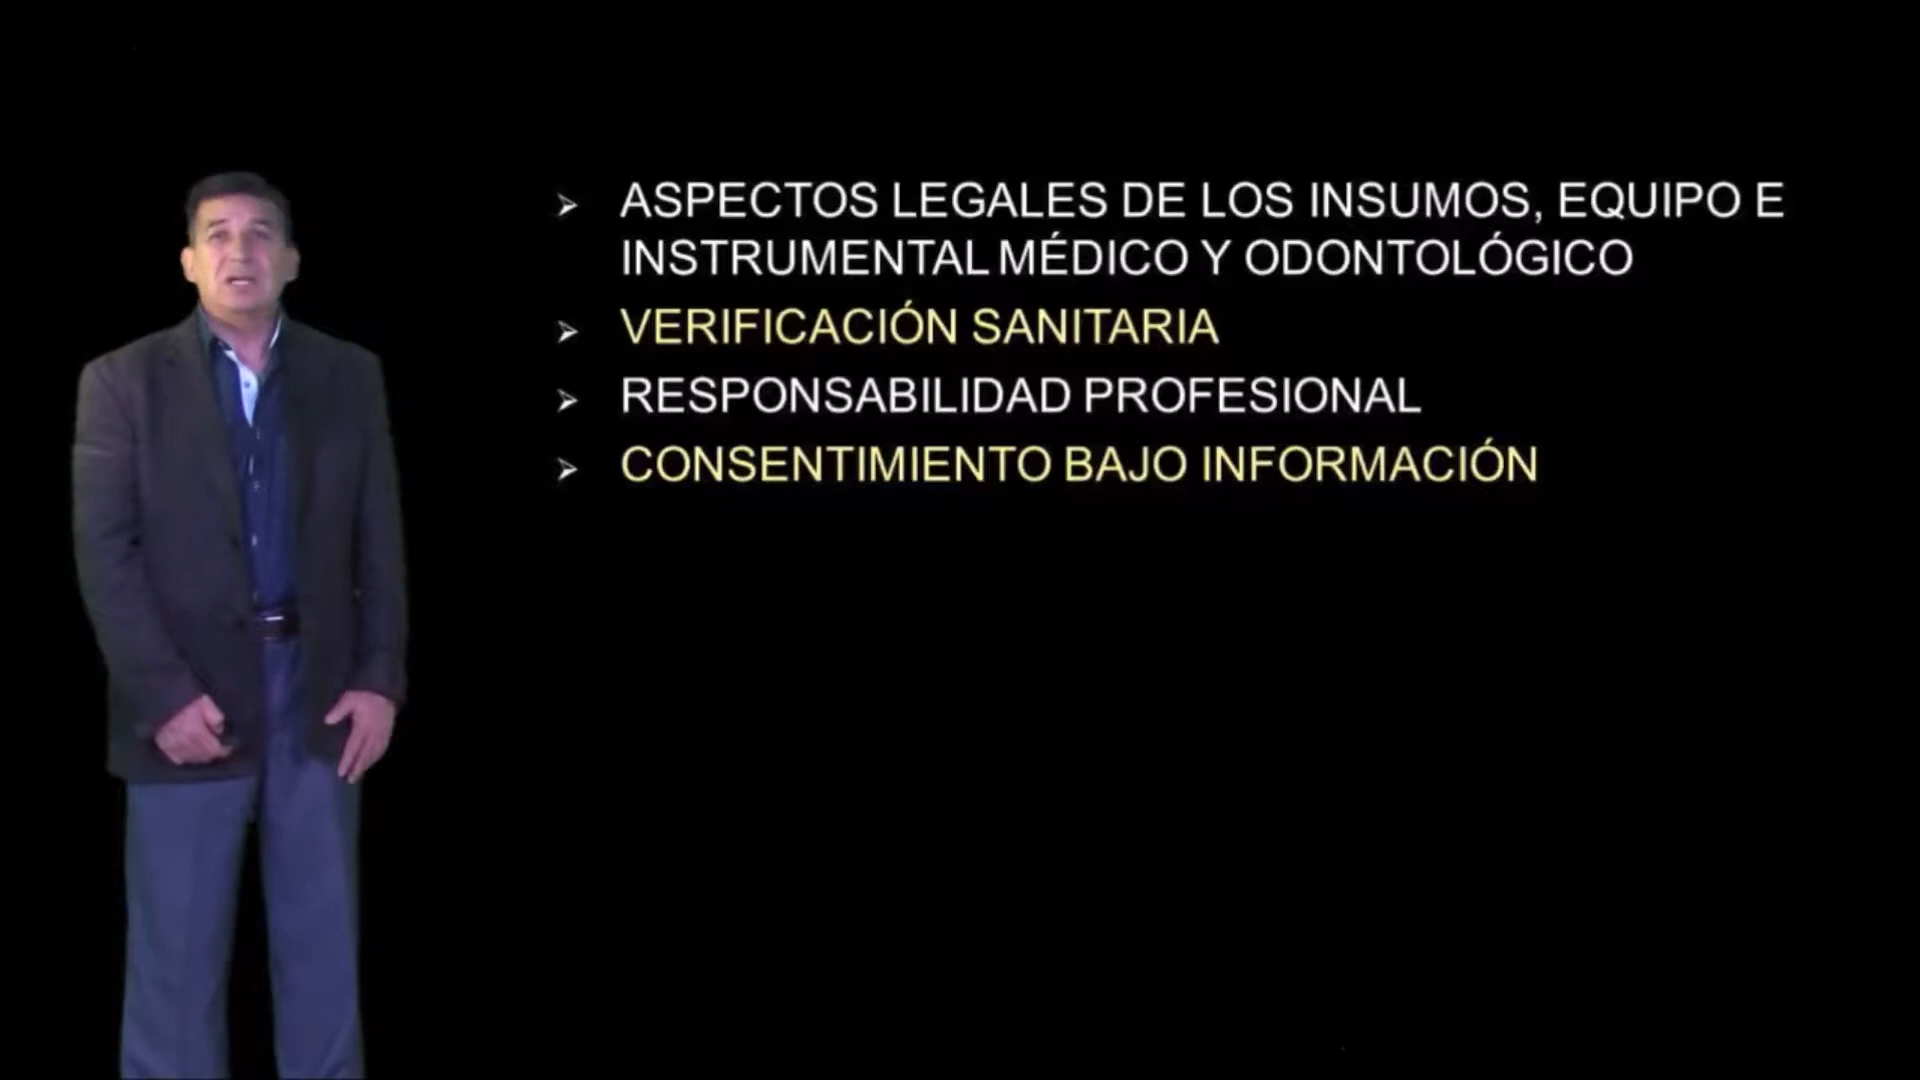 ASPECTOS LEGALES DE LOS INSUMOS, EQUIPO E
INSTRUMENTAL MÉDICO Y ODONTOLÓGICO
VERIFICACIÓN SANITARIA
RESPONSABILIDAD PROFESIONAL
CONSENTIMIENTO BAJO INFORMACIÓN